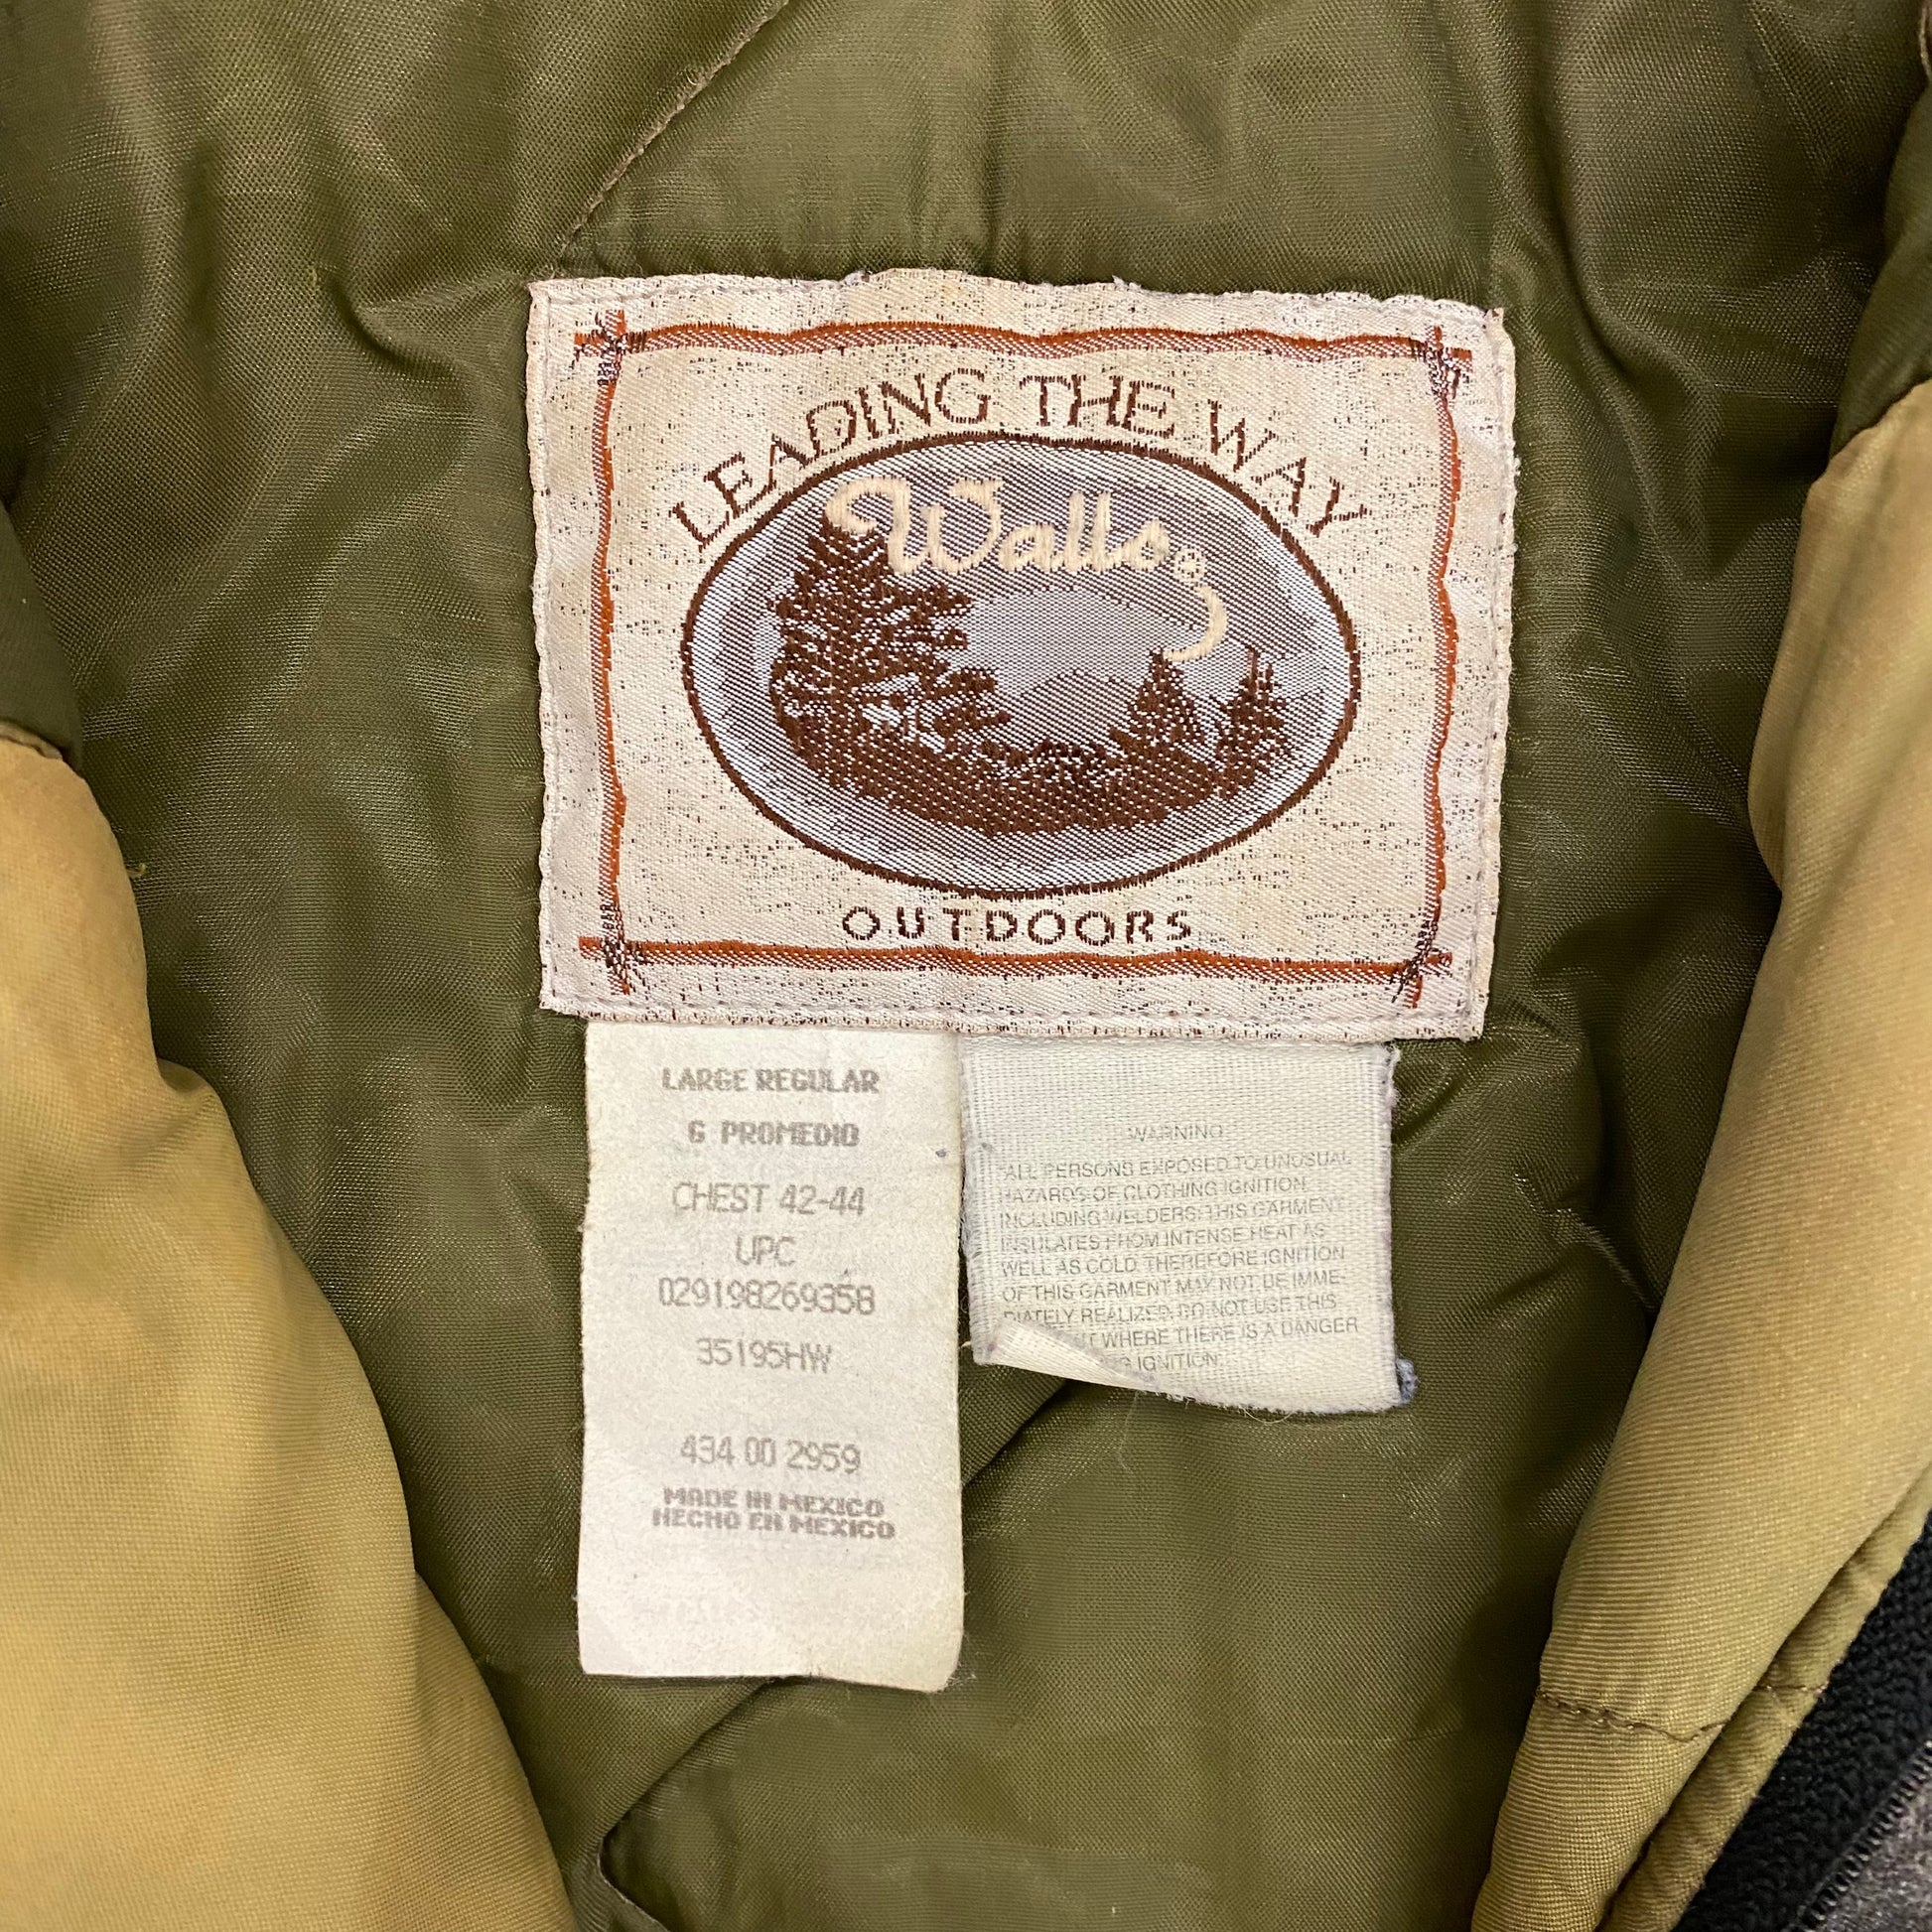 LEADING THE WAY
Walls®
OUTDOORS
LARGE REGULAR
G PROMEDIO
CHEST 42-44
UPC
029198269358
35195HW
434 00 2959
MADE IN MEXICO
HECHO EN MEXICO
WARNING
"ALL PERSONS EXPOSED TO UNUSUAL
HAZARDS OF CLOTHING IGNITION
INCLUDING WELDERS: THIS GARMENT
INSULATES FROM INTENSE HEAT AS
WELL AS COLD. THEREFORE IGNITION
OF THIS GARMENT MAY NOT BE IMME-
DIATELY REALIZED. DO NOT USE THIS
WHERE THERE IS A DANGER
IGNITION.